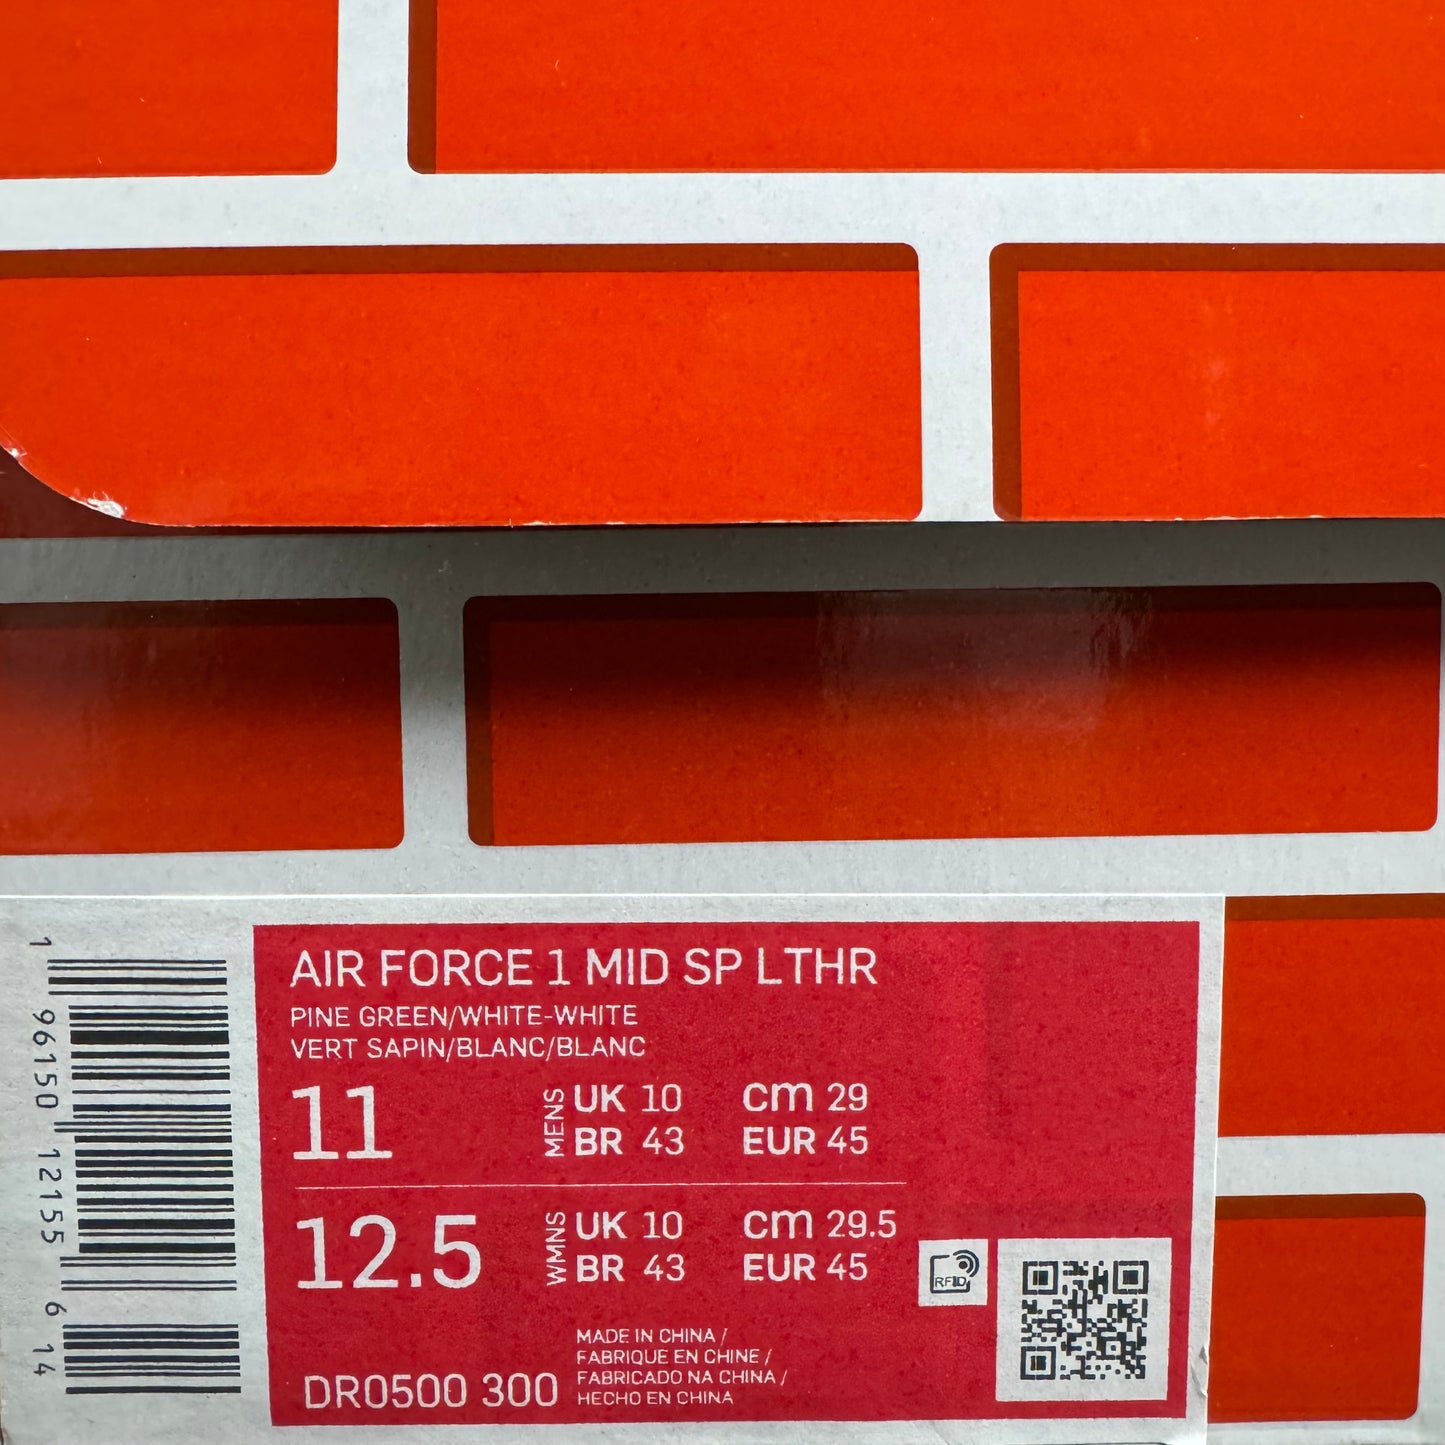 1 96150 12155 6 14
AIR FORCE 1 MID SP LTHR
PINE GREEN/WHITE-WHITE
VERT SAPIN/BLANC/BLANC
11
MENS
UK 10 cm 29
BR 43 EUR 45
12.5
WMNS
UK 10 cm 29.5
BR 43 EUR 45
RFID
MADE IN CHINA /
FABRIQUE EN CHINE /
FABRICADO NA CHINA /
HECHO EN CHINA
DR0500 300